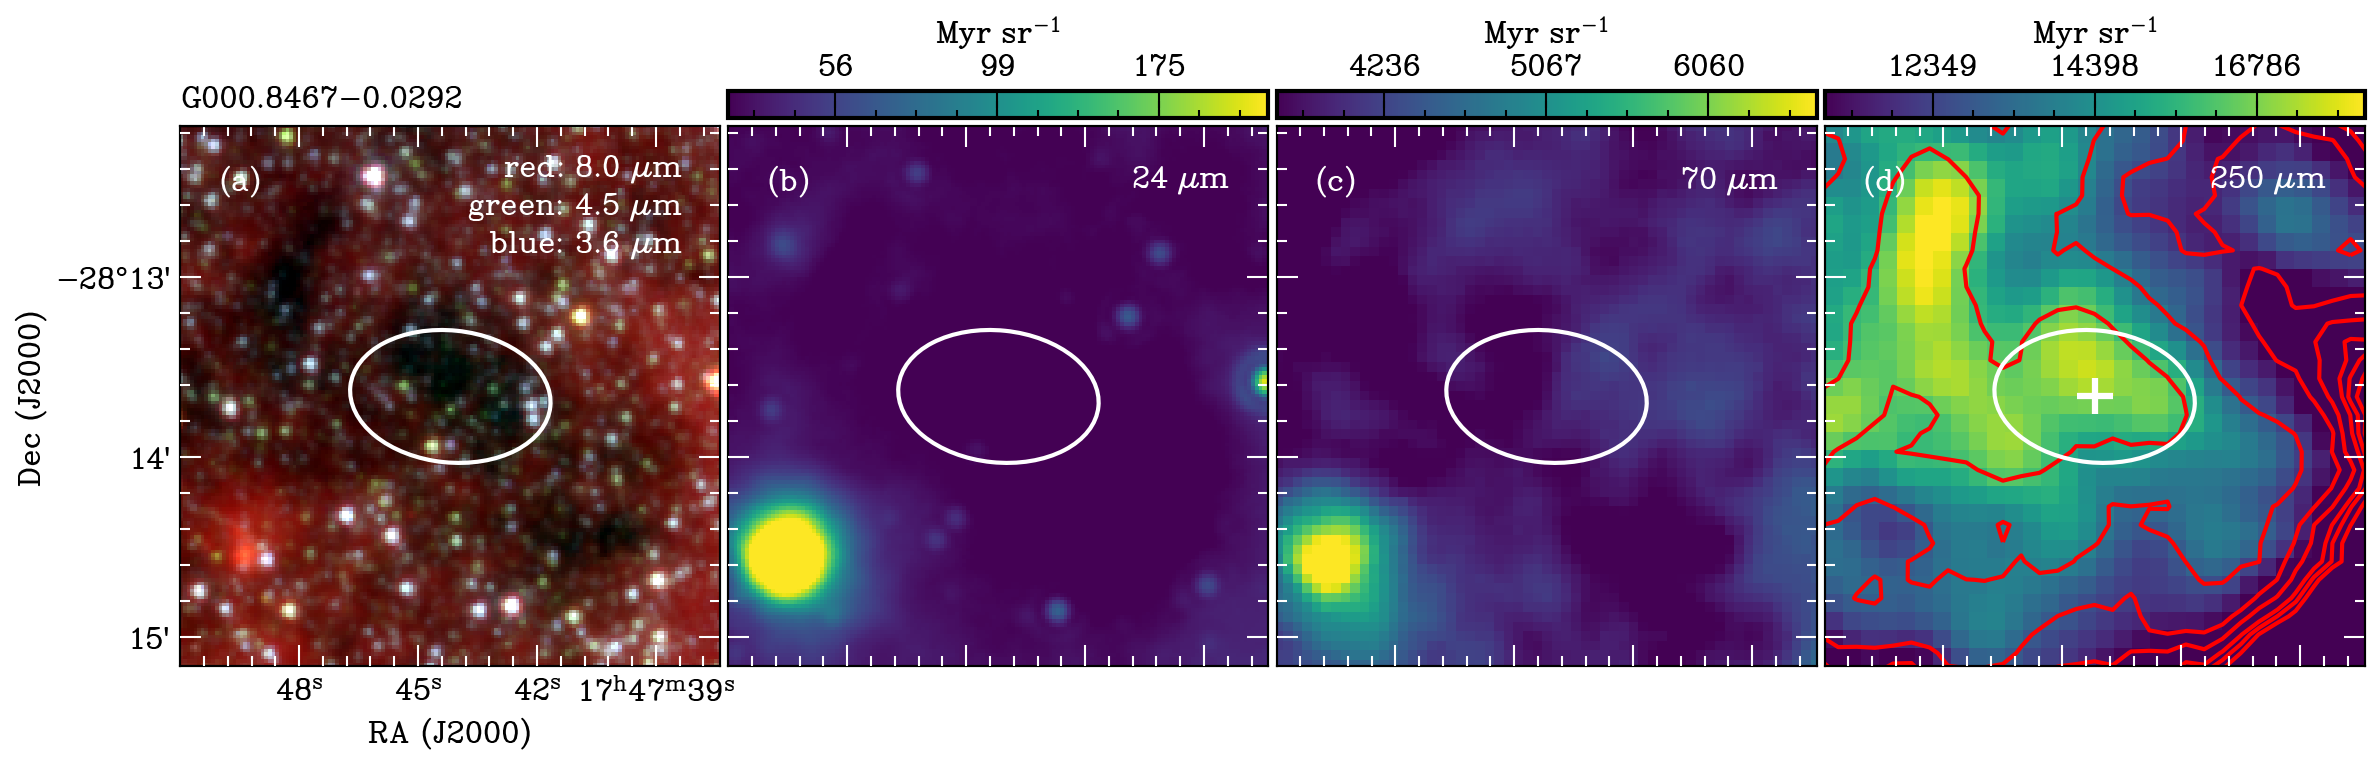 G000.8467−0.0292
(a)
red: 8.0 μm
green: 4.5 μm
blue: 3.6 μm
−28°13'
14'
15'
Dec (J2000)
48ˢ 45ˢ 42ˢ 17ʰ47ᵐ39ˢ
RA (J2000)
Myr sr⁻¹
56 99 175
(b)
24 μm
Myr sr⁻¹
4236 5067 6060
(c)
70 μm
Myr sr⁻¹
12349 14398 16786
(d)
250 μm